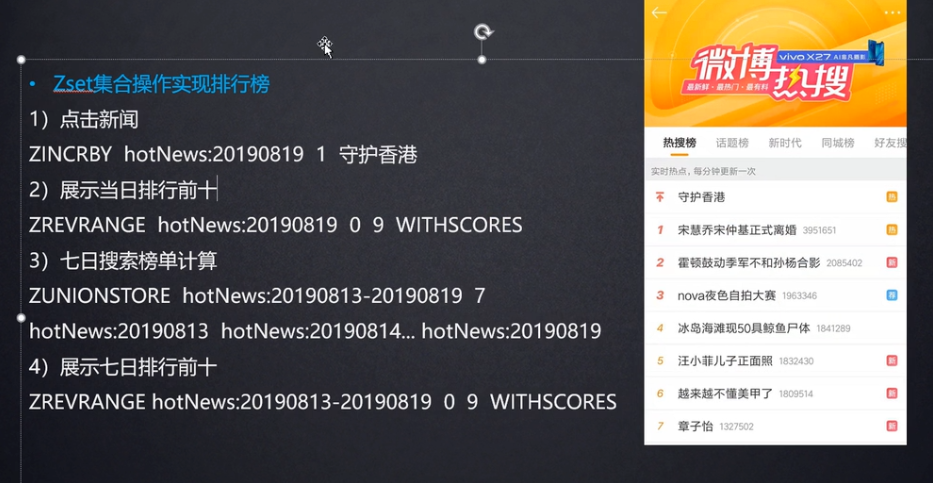 • Zset集合操作实现排行榜
1）点击新闻
ZINCRBY hotNews:20190819 1 守护香港
2）展示当日排行前十
ZREVRANGE hotNews:20190819 0 9 WITHSCORES
3）七日搜索榜单计算
ZUNIONSTORE hotNews:20190813-20190819 7
hotNews:20190813 hotNews:20190814... hotNews:20190819
4）展示七日排行前十
ZREVRANGE hotNews:20190813-20190819 0 9 WITHSCORES
微博热搜
vivo X27 AI非凡摄影
最新鲜·最热门·最有料
热搜榜 话题榜 新时代 同城榜 好友搜
实时热点，每分钟更新一次
守护香港 热
1 宋慧乔宋仲基正式离婚 3951651 热
2 霍顿鼓动季军不和孙杨合影 2085402 新
3 nova夜色自拍大赛 1963346 荐
4 冰岛海滩现50具鲸鱼尸体 1841289
5 汪小菲儿子正面照 1832430 新
6 越来越不懂美甲了 1809514 新
7 章子怡 1327502 新